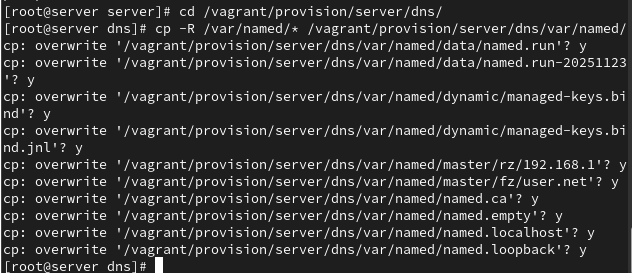 [root@server server]# cd /vagrant/provision/server/dns/
[root@server dns]# cp -R /var/named/* /vagrant/provision/server/dns/var/named/
cp: overwrite '/vagrant/provision/server/dns/var/named/data/named.run'? y
cp: overwrite '/vagrant/provision/server/dns/var/named/data/named.run-20251123
'? y
cp: overwrite '/vagrant/provision/server/dns/var/named/dynamic/managed-keys.bi
nd'? y
cp: overwrite '/vagrant/provision/server/dns/var/named/dynamic/managed-keys.bi
nd.jnl'? y
cp: overwrite '/vagrant/provision/server/dns/var/named/master/rz/192.168.1'? y
cp: overwrite '/vagrant/provision/server/dns/var/named/master/fz/user.net'? y
cp: overwrite '/vagrant/provision/server/dns/var/named/named.ca'? y
cp: overwrite '/vagrant/provision/server/dns/var/named/named.empty'? y
cp: overwrite '/vagrant/provision/server/dns/var/named/named.localhost'? y
cp: overwrite '/vagrant/provision/server/dns/var/named/named.loopback'? y
[root@server dns]#